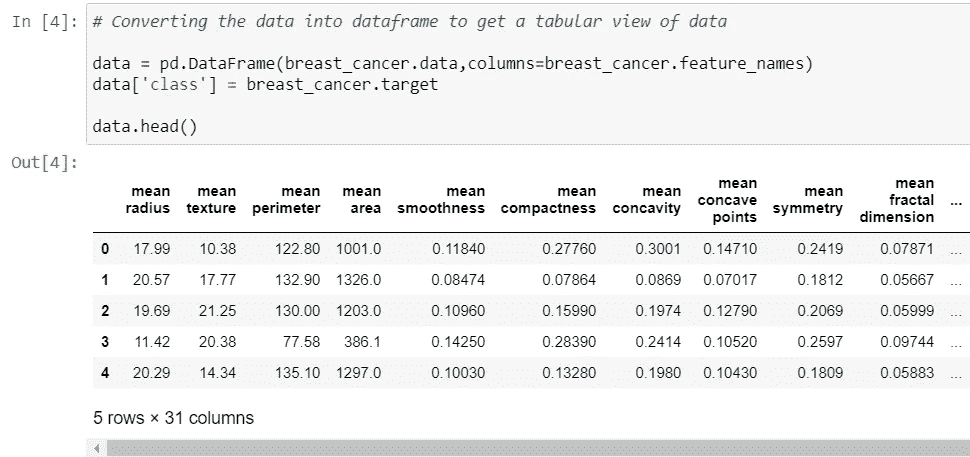 In [4]: # Converting the data into dataframe to get a tabular view of data
data = pd.DataFrame(breast_cancer.data,columns=breast_cancer.feature_names)
data['class'] = breast_cancer.target
data.head()
Out[4]:
mean radius mean texture mean perimeter mean area mean smoothness mean compactness mean concavity mean concave points mean symmetry mean fractal dimension ...
0 17.99 10.38 122.80 1001.0 0.11840 0.27760 0.3001 0.14710 0.2419 0.07871 ...
1 20.57 17.77 132.90 1326.0 0.08474 0.07864 0.0869 0.07017 0.1812 0.05667 ...
2 19.69 21.25 130.00 1203.0 0.10960 0.15990 0.1974 0.12790 0.2069 0.05999 ...
3 11.42 20.38 77.58 386.1 0.14250 0.28390 0.2414 0.10520 0.2597 0.09744 ...
4 20.29 14.34 135.10 1297.0 0.10030 0.13280 0.1980 0.10430 0.1809 0.05883 ...
5 rows × 31 columns